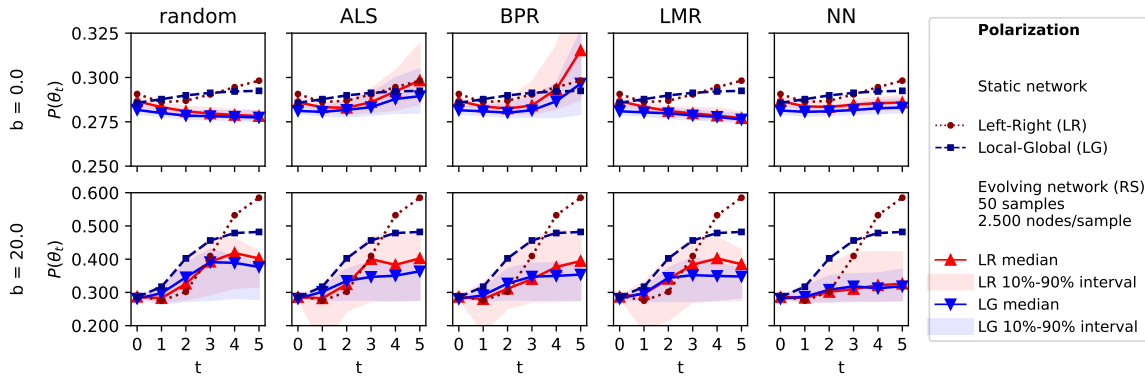 random ALS BPR LMR NN
b = 0.0
P(θt)
0.325
0.300
0.275
0.250
b = 20.0
P(θt)
0.600
0.500
0.400
0.300
0.200
0 1 2 3 4 5 0 1 2 3 4 5 0 1 2 3 4 5 0 1 2 3 4 5 0 1 2 3 4 5
t t t t t
Polarization
Static network
Left-Right (LR)
Local-Global (LG)
Evolving network (RS)
50 samples
2.500 nodes/sample
LR median
LR 10%-90% interval
LG median
LG 10%-90% interval